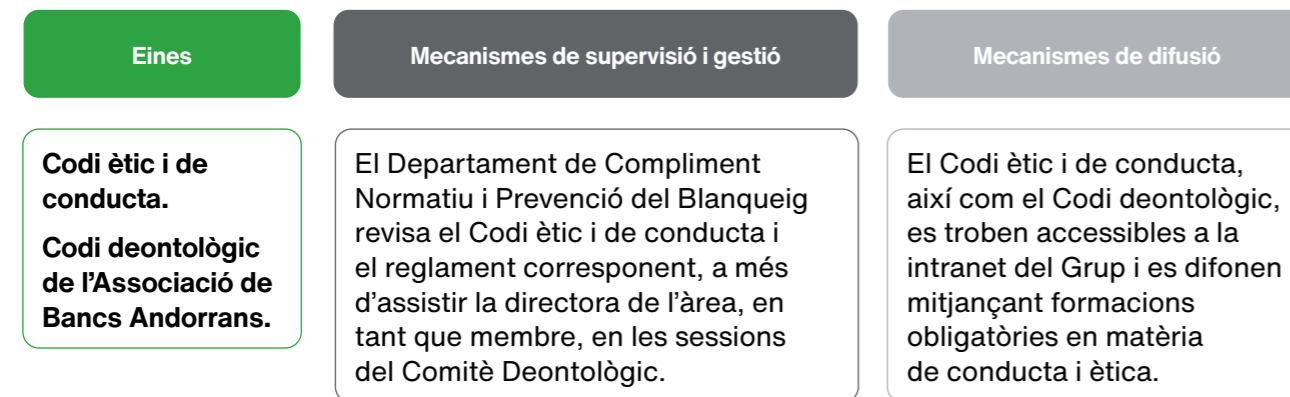 Eines
Mecanismes de supervisió i gestió
Mecanismes de difusió
Codi ètic i de
conducta.
Codi deontològic
de l’Associació de
Bancs Andorrans.
El Departament de Compliment
Normatiu i Prevenció del Blanqueig
revisa el Codi ètic i de conducta i
el reglament corresponent, a més
d’assistir la directora de l’àrea, en
tant que membre, en les sessions
del Comitè Deontològic.
El Codi ètic i de conducta,
així com el Codi deontològic,
es troben accessibles a la
intranet del Grup i es difonen
mitjançant formacions
obligatòries en matèria
de conducta i ètica.